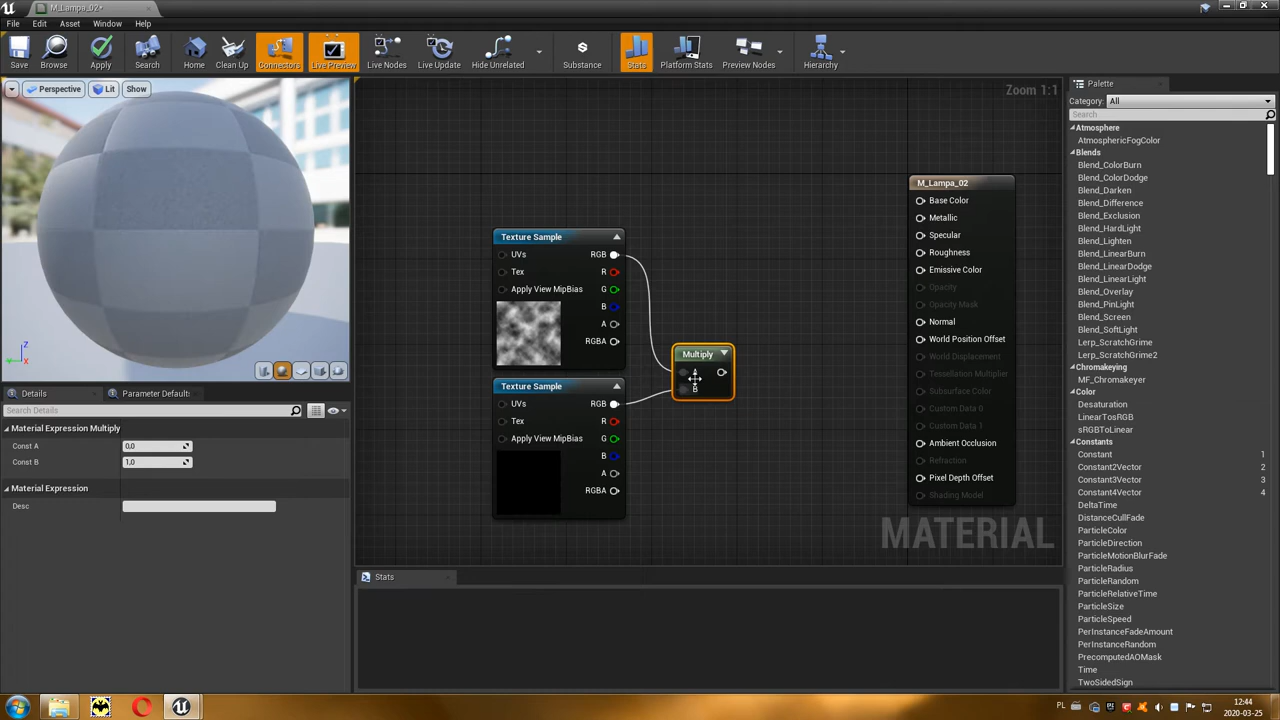 M_Lampa_02*
File Edit Asset Window Help
Save Browse Apply Search Home Clean Up Connectors Live Preview Live Nodes Live Update Hide Unrelated Substance Stats Platform Stats Preview Nodes Hierarchy
Perspective Lit Show
Zoom 1:1
Palette
Category: All
Search
Atmosphere
AtmosphericFogColor
Blends
Blend_ColorBurn
Blend_ColorDodge
Blend_Darken
Blend_Difference
Blend_Exclusion
Blend_HardLight
Blend_Lighten
Blend_LinearBurn
Blend_LinearDodge
Blend_LinearLight
Blend_Overlay
Blend_PinLight
Blend_Screen
Blend_SoftLight
Lerp_ScratchGrime
Lerp_ScratchGrime2
Chromakeying
MF_Chromakeyer
Color
Desaturation
LinearTosRGB
sRGBToLinear
Constants
Constant 1
Constant2Vector 2
Constant3Vector 3
Constant4Vector 4
DeltaTime
DistanceCullFade
ParticleColor
ParticleDirection
ParticleMotionBlurFade
ParticleRadius
ParticleRandom
ParticleRelativeTime
ParticleSize
ParticleSpeed
PerInstanceFadeAmount
PerInstanceRandom
PrecomputedAOMask
Time
TwoSidedSign
Texture Sample
UVs RGB
Tex R
Apply View MipBias G
B
A
RGBA
Texture Sample
UVs RGB
Tex R
Apply View MipBias G
B
A
RGBA
Multiply
A
B
M_Lampa_02
Base Color
Metallic
Specular
Roughness
Emissive Color
Opacity
Opacity Mask
Normal
World Position Offset
World Displacement
Tessellation Multiplier
Subsurface Color
Custom Data 0
Custom Data 1
Ambient Occlusion
Refraction
Pixel Depth Offset
Shading Model
MATERIAL
Details Parameter Default
Search Details
Material Expression Multiply
Const A 0,0
Const B 1,0
Material Expression
Desc
Stats
Z
X
PL
12:44
2020-03-25